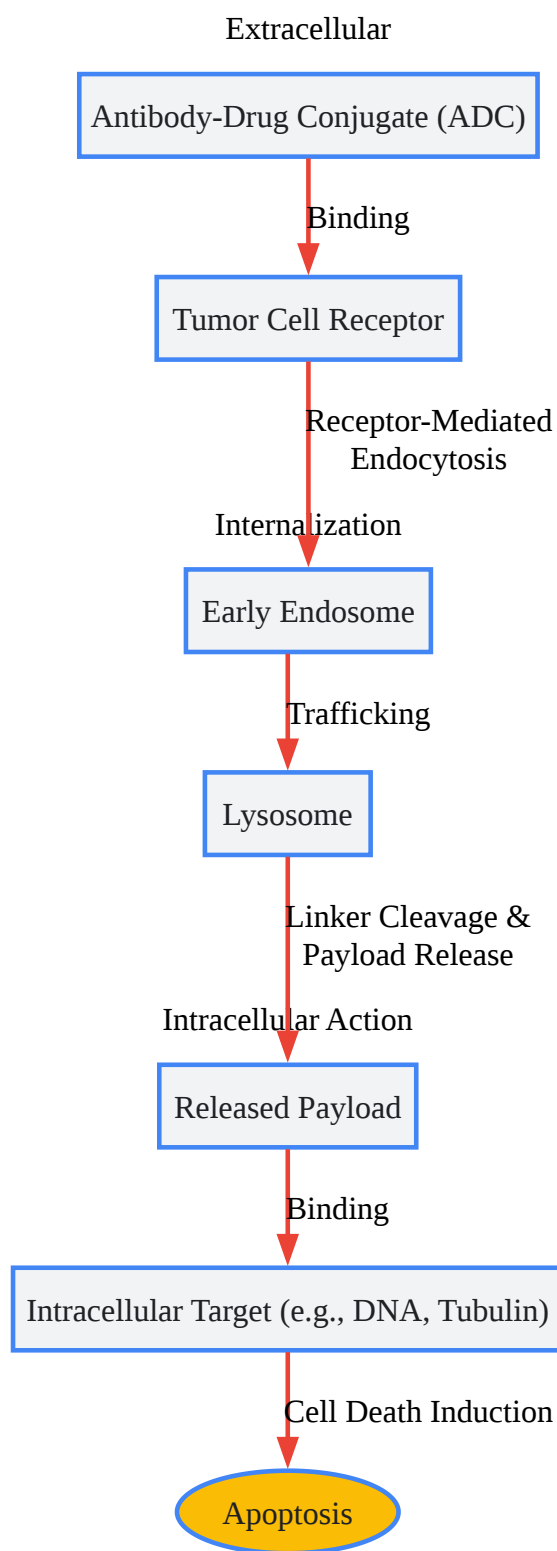 Extracellular
Antibody-Drug Conjugate (ADC)
Binding
Tumor Cell Receptor
Receptor-Mediated
Endocytosis
Internalization
Early Endosome
Trafficking
Lysosome
Linker Cleavage &
Payload Release
Intracellular Action
Released Payload
Binding
Intracellular Target (e.g., DNA, Tubulin)
Cell Death Induction
Apoptosis